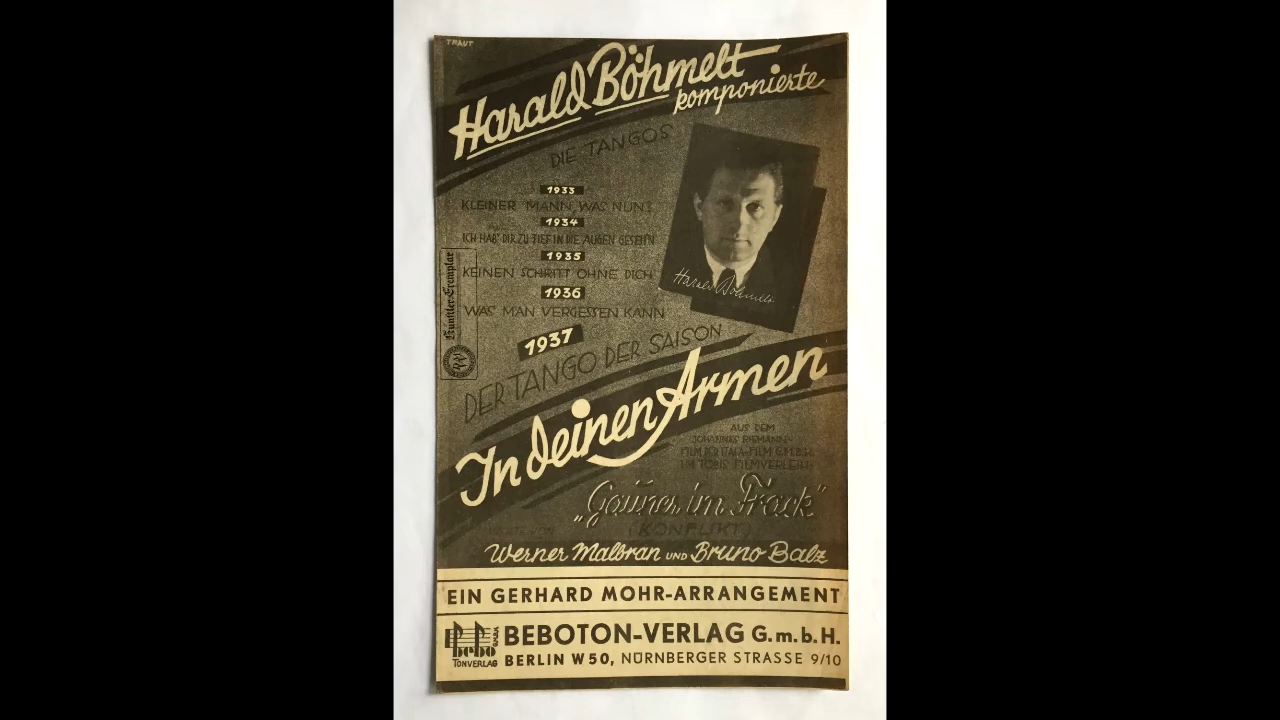 TRAUT
Harald Böhmelt
komponierte
DIE TANGOS
1933
KLEINER MANN, WAS NUN?
1934
ICH HAB' DIR ZU TIEF IN DIE AUGEN GESEHN
1935
KEINEN SCHRITT OHNE DICH
1936
WAS MAN VERGESSEN KANN
1937
DER TANGO DER SAISON
Harald Böhmelt
Künstler-Exemplar
In deinen Armen
AUS DEM
JOHANNES RIEMANN-
FILM DER ITALA-FILM G.M.B.H.
IM TOBIS FILMVERLEIH
„Gauner im Frack"
(KONFLIKT)
Werner Malbran UND Bruno Balz
EIN GERHARD MOHR-ARRANGEMENT
bebo
TONVERLAG
BEBOTON-VERLAG G.m.b.H.
BERLIN W50, NÜRNBERGER STRASSE 9/10